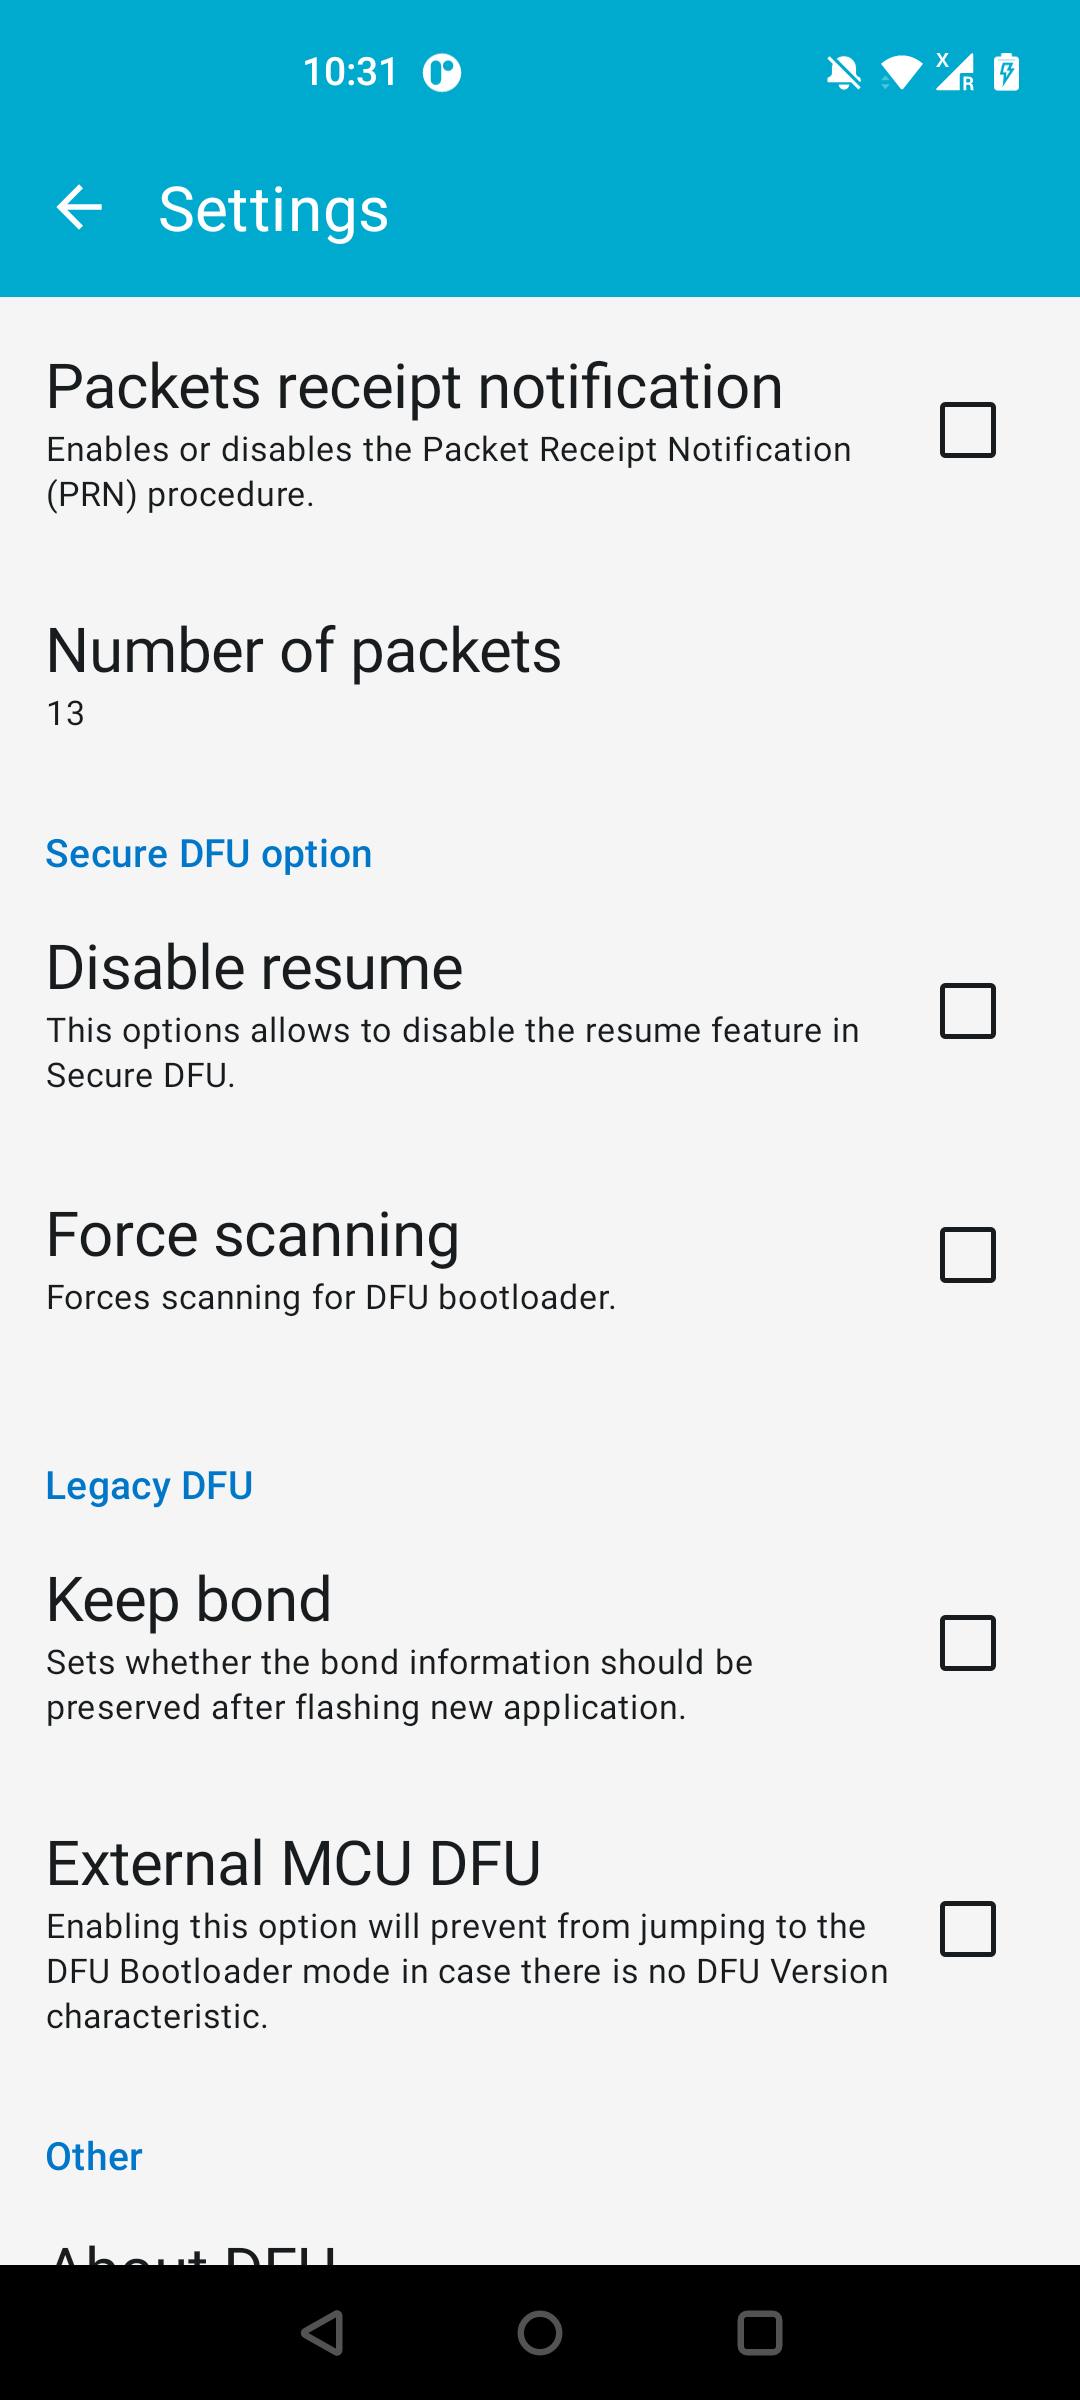 10:31
X
R
Settings
Packets receipt notification
Enables or disables the Packet Receipt Notification
(PRN) procedure.
Number of packets
13
Secure DFU option
Disable resume
This options allows to disable the resume feature in
Secure DFU.
Force scanning
Forces scanning for DFU bootloader.
Legacy DFU
Keep bond
Sets whether the bond information should be
preserved after flashing new application.
External MCU DFU
Enabling this option will prevent from jumping to the
DFU Bootloader mode in case there is no DFU Version
characteristic.
Other
About DFU